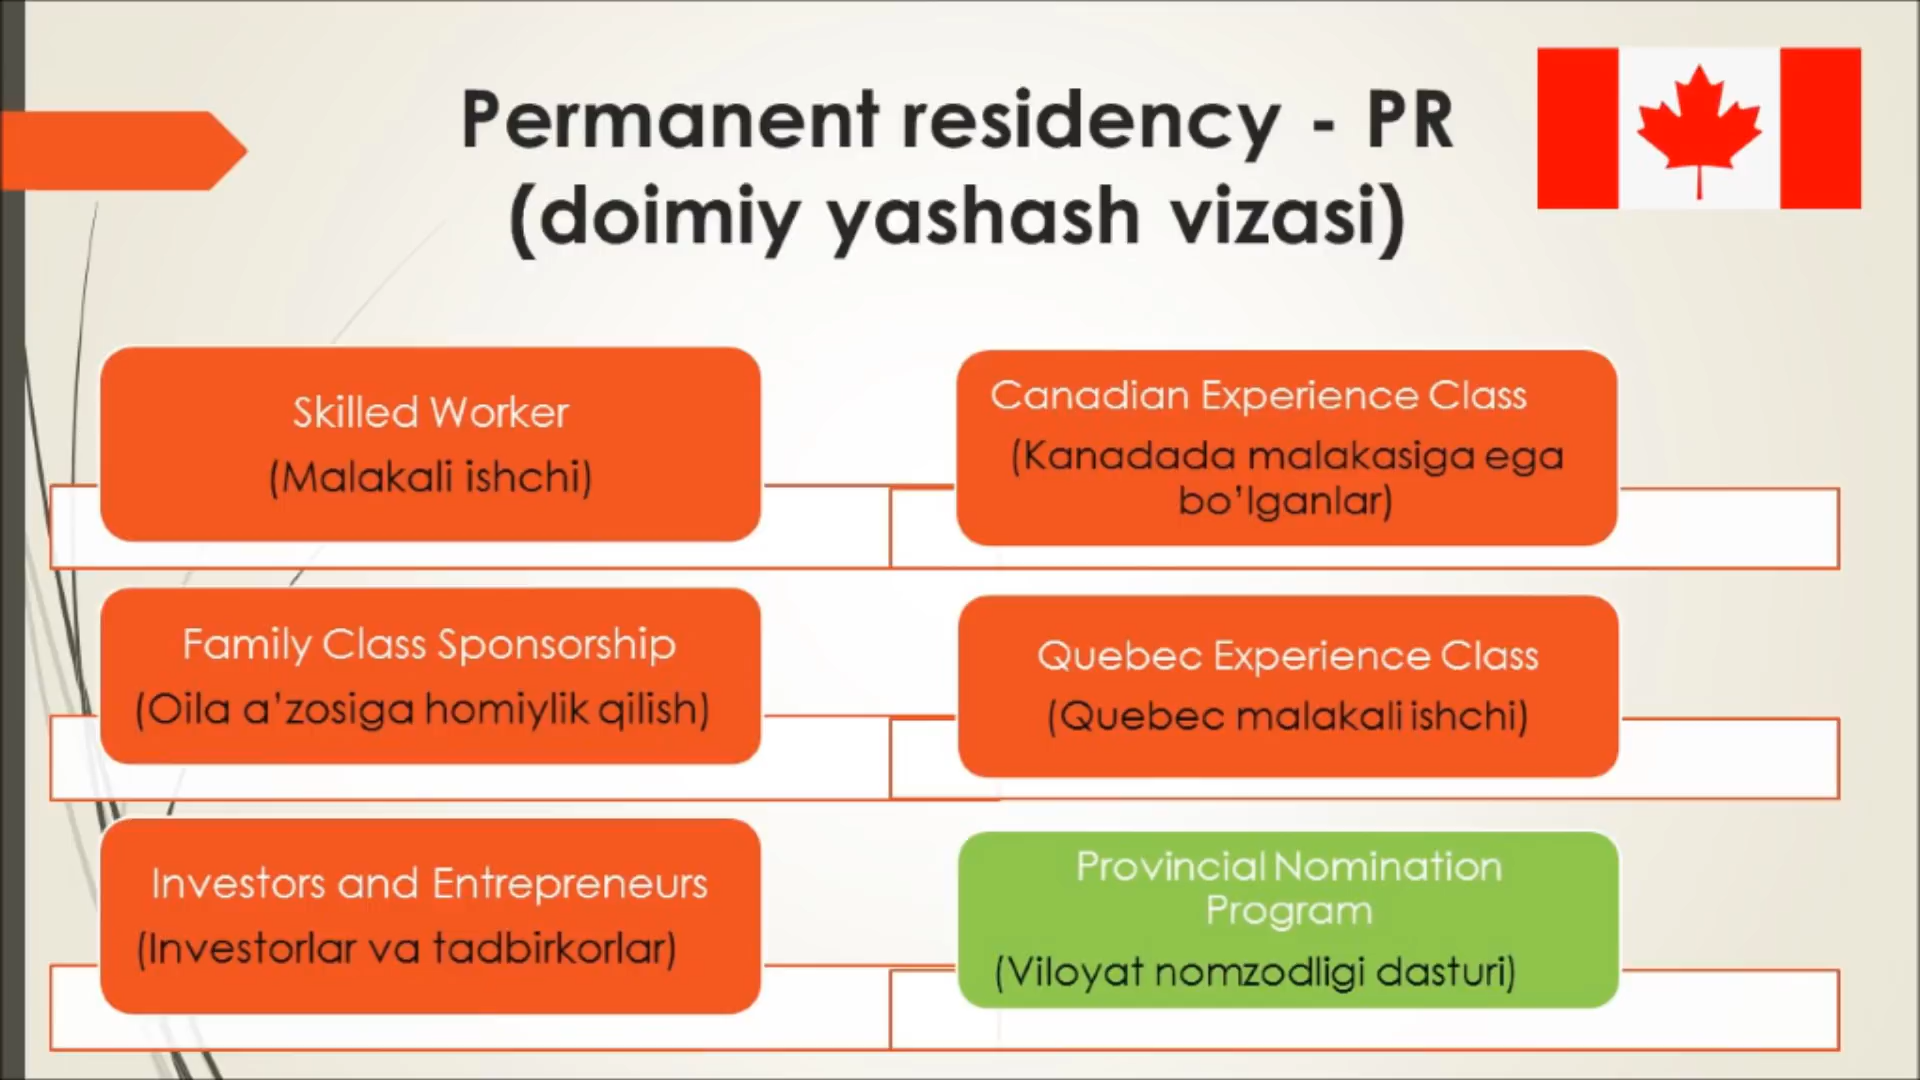 Permanent residency - PR
(doimiy yashash vizasi)
Skilled Worker
(Malakali ishchi)
Canadian Experience Class
(Kanadada malakasiga ega
bo’lganlar)
Family Class Sponsorship
(Oila a’zosiga homiylik qilish)
Quebec Experience Class
(Quebec malakali ishchi)
Investors and Entrepreneurs
(Investorlar va tadbirkorlar)
Provincial Nomination
Program
(Viloyat nomzodligi dasturi)